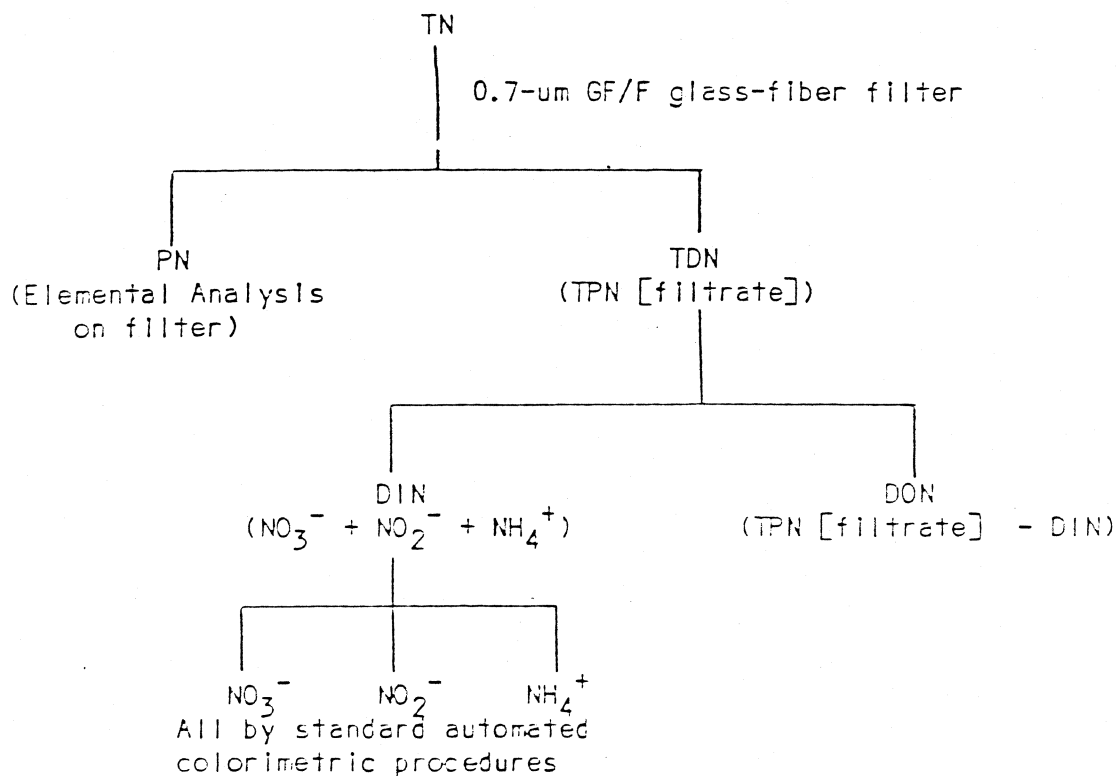 TN
0.7-um GF/F glass-fiber filter
PN
(Elemental Analysis
on filter)
TDN
(TPN [filtrate])
DIN
(NO₃⁻ + NO₂⁻ + NH₄⁺)
DON
(TPN [filtrate] - DIN)
NO₃⁻ NO₂⁻ NH₄⁺
All by standard automated
colorimetric procedures